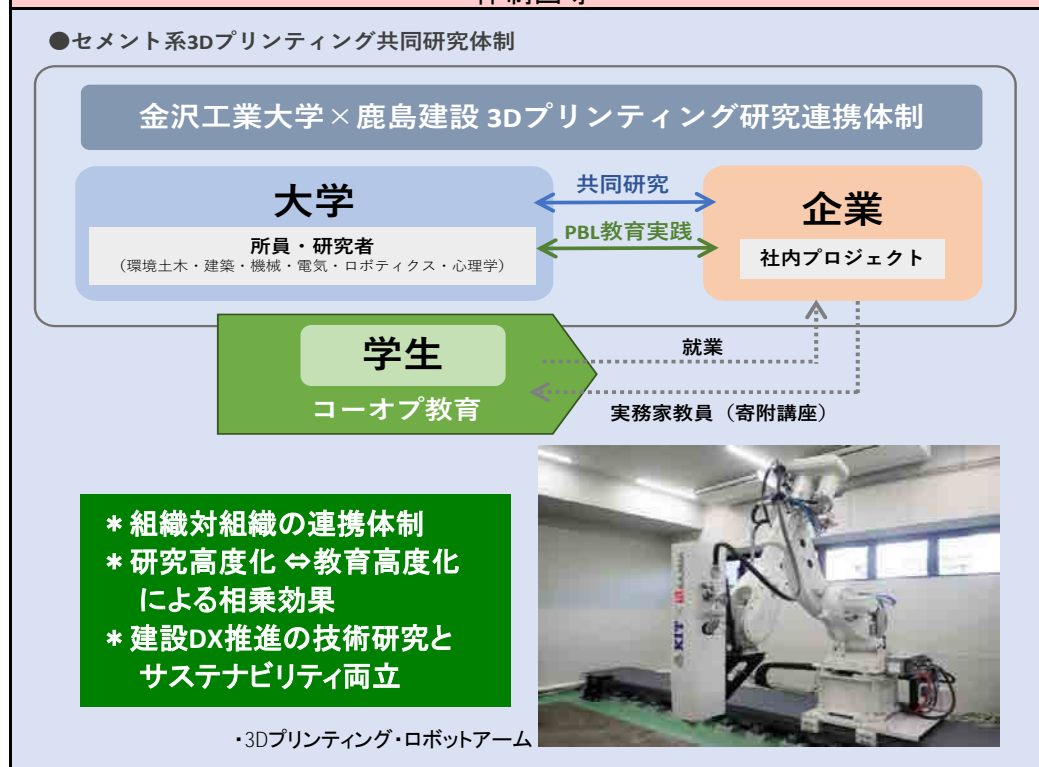 ●セメント系3Dプリンティング共同研究体制
金沢工業大学×鹿島建設 3Dプリンティング研究連携体制
大学
所員・研究者
（環境土木・建築・機械・電気・ロボティクス・心理学）
共同研究
PBL教育実践
企業
社内プロジェクト
学生
コーオプ教育
就業
実務家教員（寄附講座）
＊組織対組織の連携体制
＊研究高度化 ⇔教育高度化
による相乗効果
＊建設DX推進の技術研究と
サステナビリティ両立
KIT
・3Dプリンティング・ロボットアーム